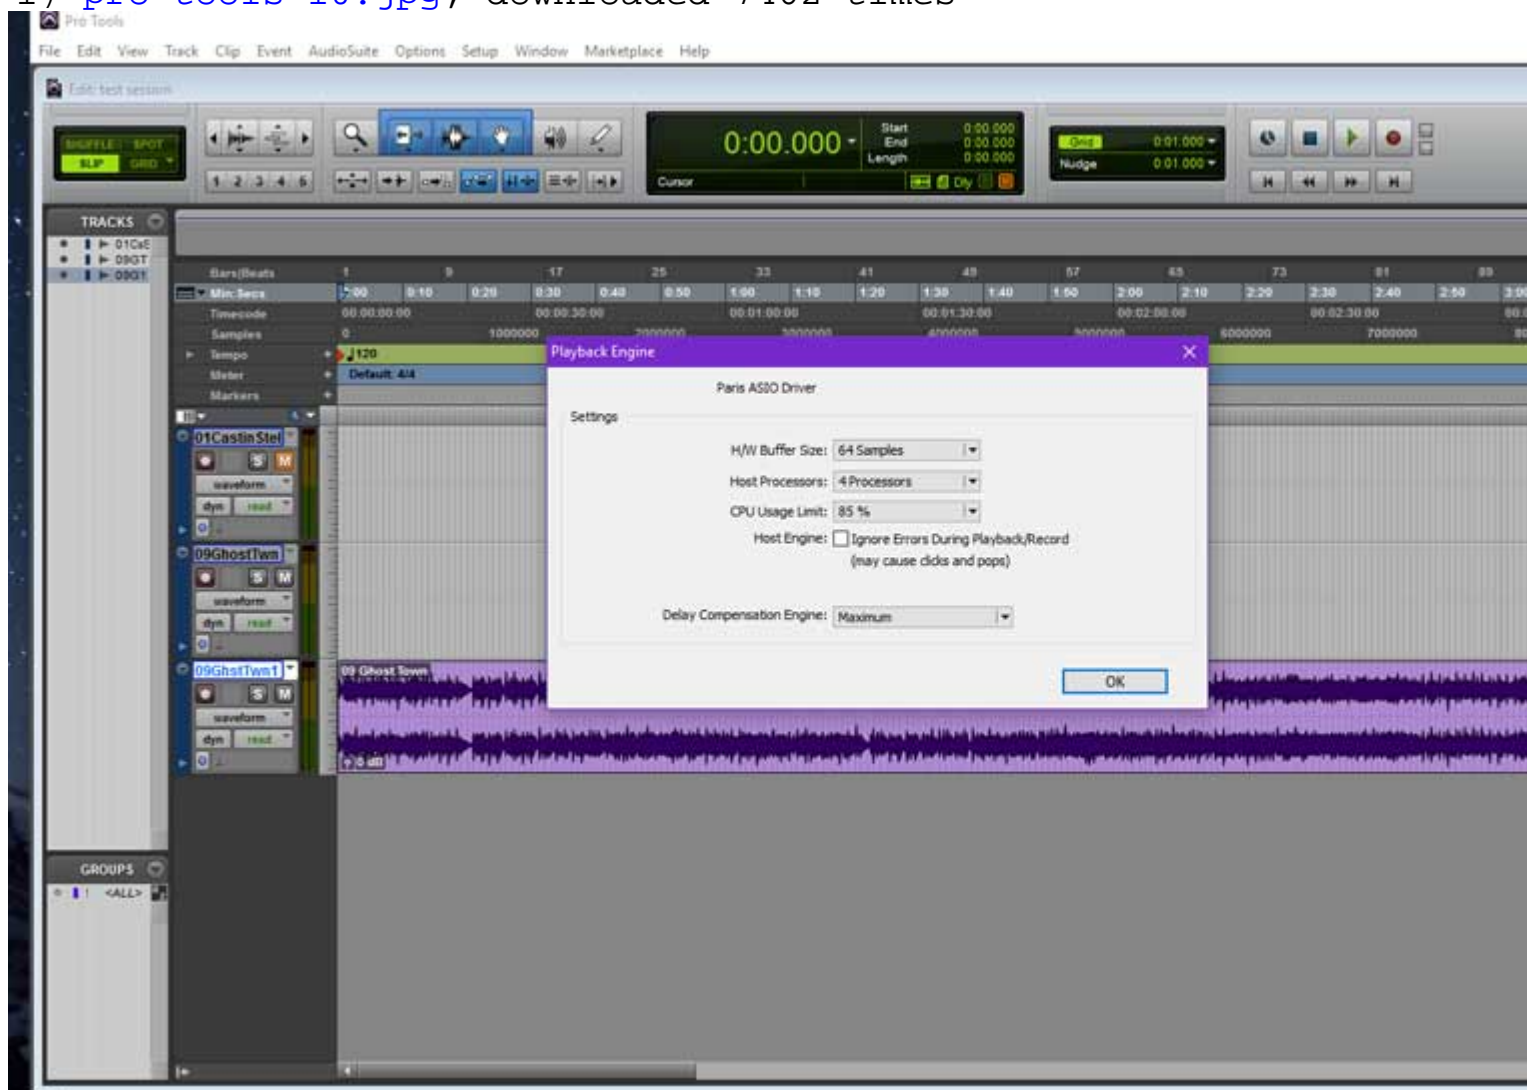 Pro Tools
File Edit View Track Clip Event AudioSuite Options Setup Window Marketplace Help
Edit: test session
SHUFFLE SPOT
SLIP GRID
1 2 3 4 5
0:00.000
Start 0:00.000
End 0:00.000
Length 0:00.000
Cursor
Dly
Grid 0:01.000
Nudge 0:01.000
TRACKS
01CsS
09GT
09G1
Bars|Beats 1 9 17 25 33 41 49 57 65 73 81 89
Min:Secs 0:00 0:10 0:20 0:30 0:40 0:50 1:00 1:10 1:20 1:30 1:40 1:50 2:00 2:10 2:20 2:30 2:40 2:50 3:00
Timecode 00:00:00:00 00:00:30:00 00:01:00:00 00:01:30:00 00:02:00:00 00:02:30:00
Samples 0 1000000 2000000 3000000 4000000 5000000 6000000 7000000
Tempo 120
Meter Default: 4/4
Markers
Playback Engine
Paris ASIO Driver
Settings
H/W Buffer Size: 64 Samples
Host Processors: 4 Processors
CPU Usage Limit: 85 %
Host Engine: Ignore Errors During Playback/Record
(may cause clicks and pops)
Delay Compensation Engine: Maximum
OK
01CastinStel
S M
waveform
dyn read
09GhostTwn
S M
waveform
dyn read
09GhstTwn1
S M
waveform
dyn read
09 Ghost Town
0 dB
GROUPS
! <ALL>